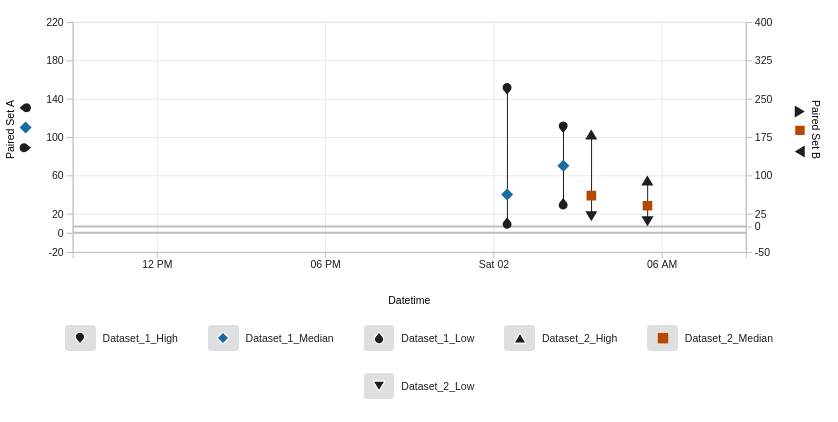 220
180
140
100
60
20
0
-20
Paired Set A
400
325
250
175
100
25
0
-50
Paired Set B
12 PM
06 PM
Sat 02
06 AM
Datetime
Dataset_1_High
Dataset_1_Median
Dataset_1_Low
Dataset_2_High
Dataset_2_Median
Dataset_2_Low